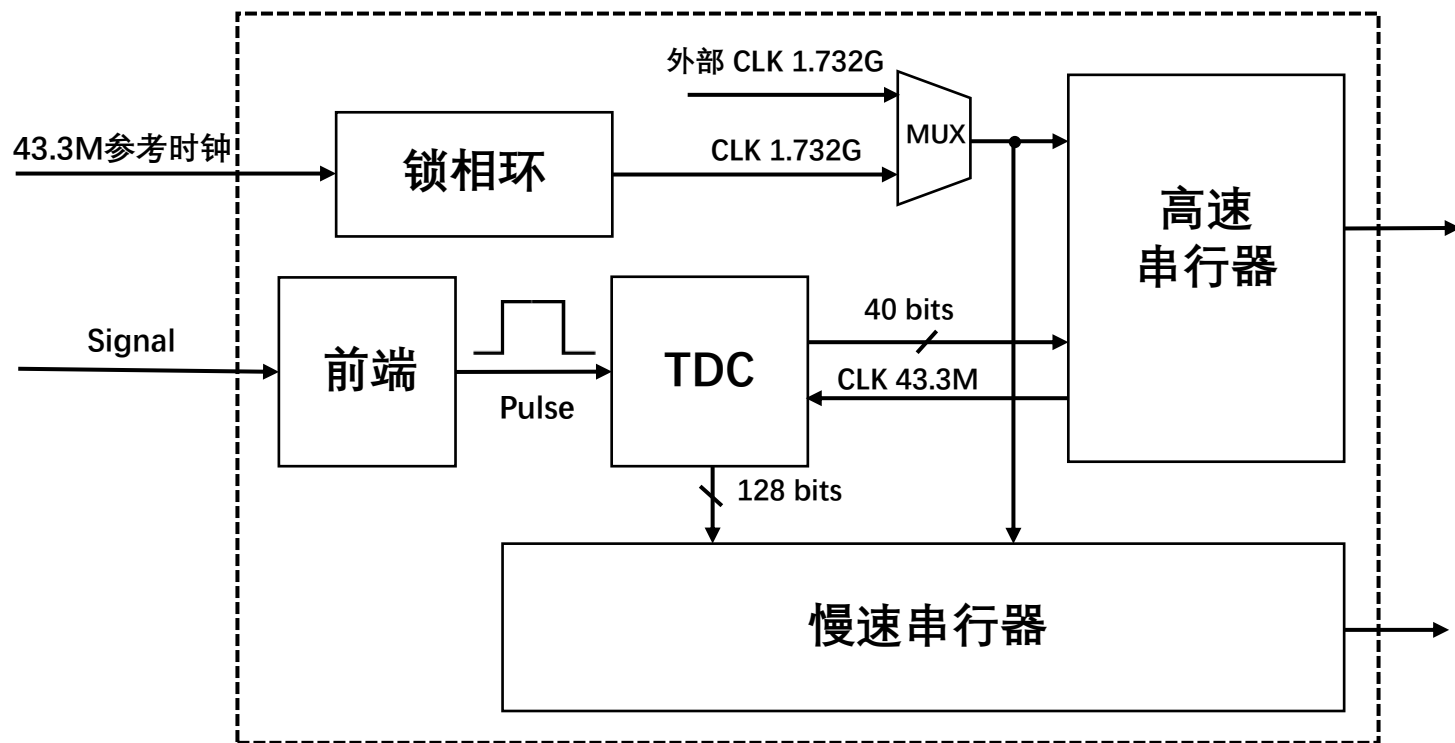 外部 CLK 1.732G
43.3M参考时钟
锁相环
CLK 1.732G
MUX
高速
串行器
Signal
前端
Pulse
TDC
40 bits
CLK 43.3M
128 bits
慢速串行器